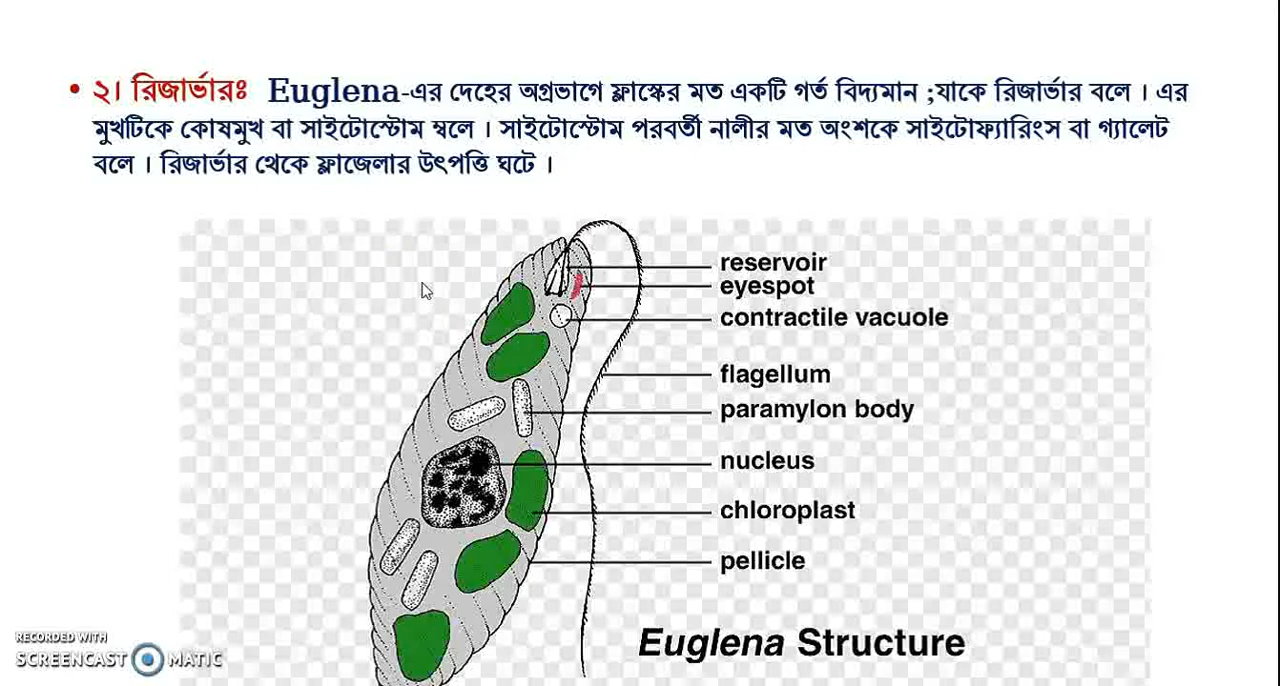 • ২। রিজার্ভারঃ Euglena-এর দেহের অগ্রভাগে ফ্লাস্কের মত একটি গর্ত বিদ্যমান ;যাকে রিজার্ভার বলে । এর
মুখটিকে কোষমুখ বা সাইটোস্টোম ম্বলে । সাইটোস্টোম পরবর্তী নালীর মত অংশকে সাইটোফ্যারিংস বা গ্যালেট
বলে । রিজার্ভার থেকে ফ্লাজেলার উৎপত্তি ঘটে ।
reservoir
eyespot
contractile vacuole
flagellum
paramylon body
nucleus
chloroplast
pellicle
Euglena Structure
RECORDED WITH
SCREENCAST MATIC